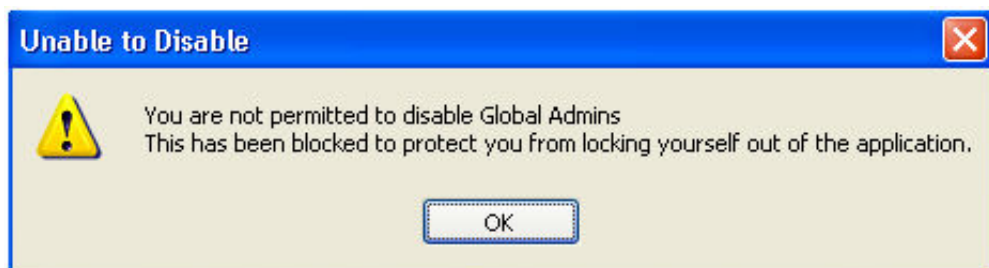 Unable to Disable
You are not permitted to disable Global Admins
This has been blocked to protect you from locking yourself out of the application.
OK